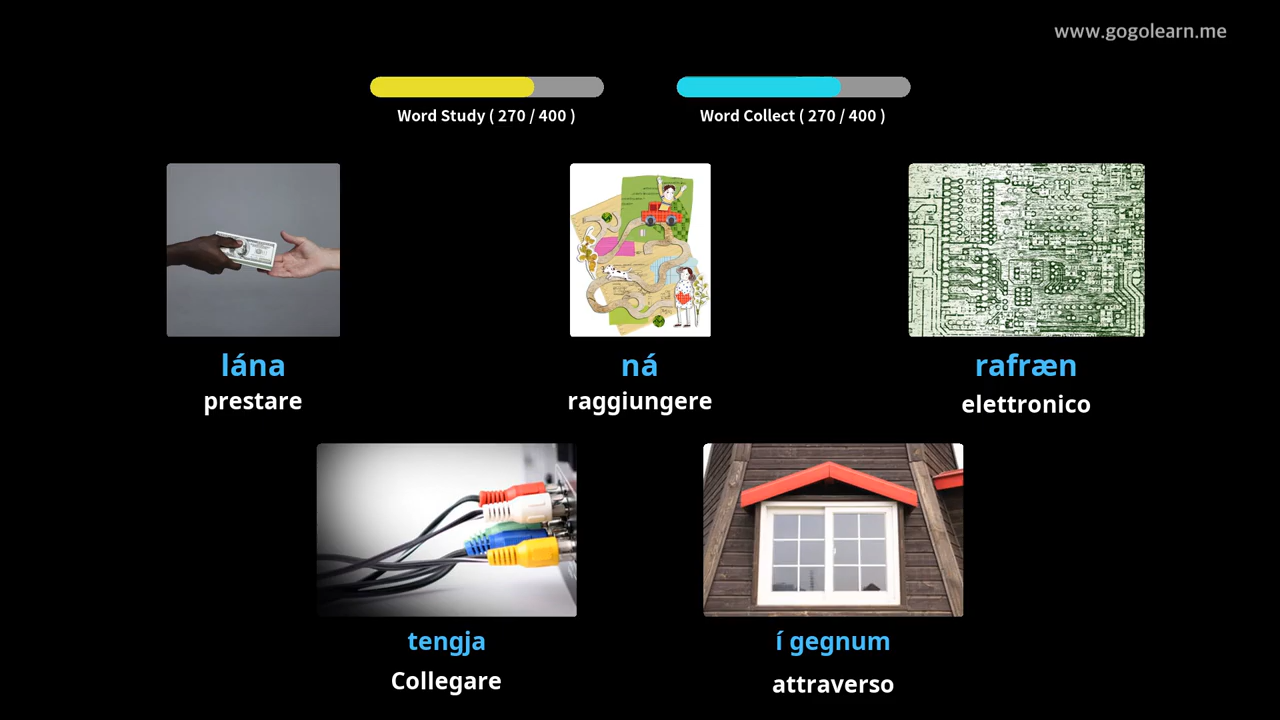 www.gogolearn.me
Word Study ( 270 / 400 )
Word Collect ( 270 / 400 )
lána
prestare
ná
raggiungere
rafræn
elettronico
tengja
Collegare
í gegnum
attraverso